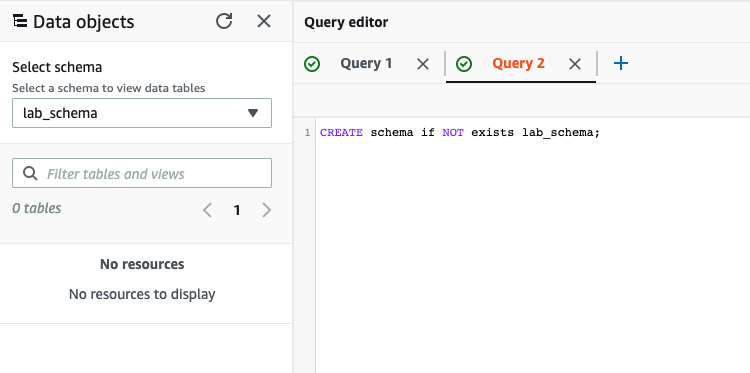 Data objects
Select schema
Select a schema to view data tables
lab_schema
Filter tables and views
0 tables
1
No resources
No resources to display
Query editor
Query 1
Query 2
1 CREATE schema if NOT exists lab_schema;